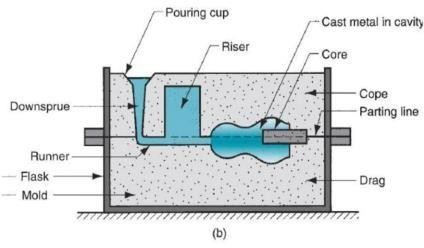 Pouring cup
Cast metal in cavity
Riser
Core
Cope
Downsprue
Parting line
Runner
Flask
Drag
Mold
(b)